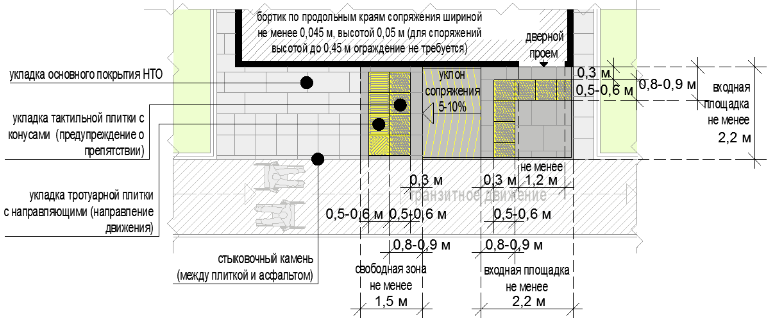 бортик по продольным краям сопряжения шириной
не менее 0,045 м, высотой 0,05 м (для спряжений
высотой до 0,45 м ограждение не требуется)
дверной
проем
укладка основного покрытия НТО
уклон
сопряжения
5-10%
0,3 м
0,5-0,6 м
0,8-0,9 м
входная
площадка
не менее
2,2 м
укладка тактильной плитки с
конусами (предупреждение о
препятствии)
не менее
1,2 м
0,3 м
0,3 м
транзитное движение
укладка тротуарной плитки
с направляющими (направление
движения)
0,5-0,6 м
0,5-0,6 м
0,5-0,6 м
0,8-0,9 м
0,8-0,9 м
стыковочный камень
(между плиткой и асфальтом)
свободная зона
не менее
1,5 м
входная площадка
не менее
2,2 м